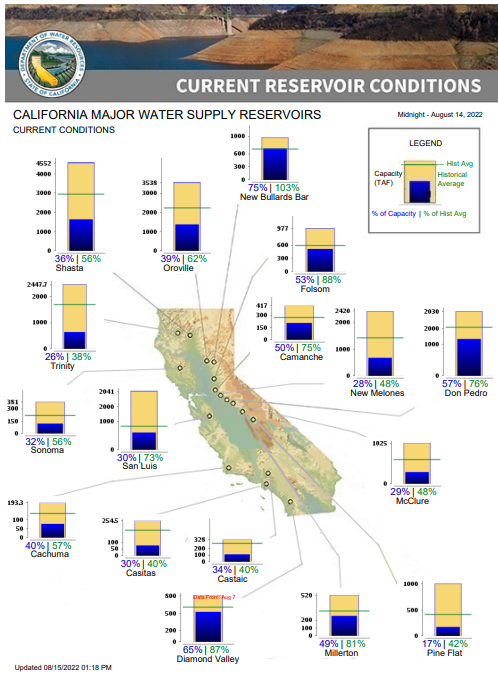 DEPARTMENT OF WATER RESOURCES
STATE OF CALIFORNIA
CURRENT RESERVOIR CONDITIONS
CALIFORNIA MAJOR WATER SUPPLY RESERVOIRS
Midnight - August 14, 2022
CURRENT CONDITIONS
LEGEND
Hist Avg
Capacity
(TAF)
Historical
Average
% of Capacity | % of Hist Avg
1000
600
300
0
75% | 103%
New Bullards Bar
4552
4000
3000
2000
1000
0
36% | 56%
Shasta
3538
3000
2000
1000
0
39% | 62%
Oroville
977
600
300
0
53% | 88%
Folsom
2447.7
2000
1000
0
26% | 38%
Trinity
417
300
150
0
50% | 75%
Camanche
2420
2000
1000
0
28% | 48%
New Melones
2030
2000
1000
0
57% | 76%
Don Pedro
381
300
150
0
32% | 56%
Sonoma
2041
2000
1000
0
30% | 73%
San Luis
1025
0
29% | 48%
McClure
193.3
100
50
0
40% | 57%
Cachuma
254.5
100
50
0
30% | 40%
Casitas
325
200
100
0
34% | 40%
Castaic
800
500
200
0
Data From: Aug 7
65% | 87%
Diamond Valley
520
200
100
0
49% | 81%
Millerton
1000
500
0
17% | 42%
Pine Flat
Updated 08/15/2022 01:18 PM